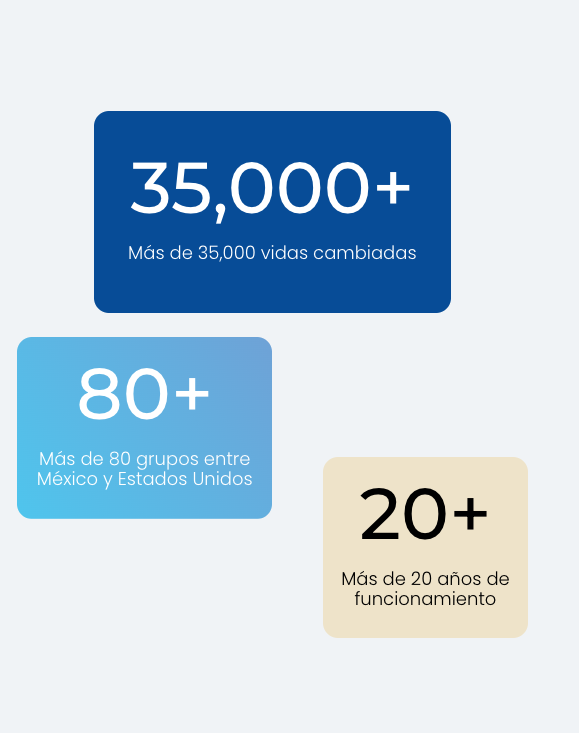 35,000+
Más de 35,000 vidas cambiadas
80+
Más de 80 grupos entre
México y Estados Unidos
20+
Más de 20 años de
funcionamiento